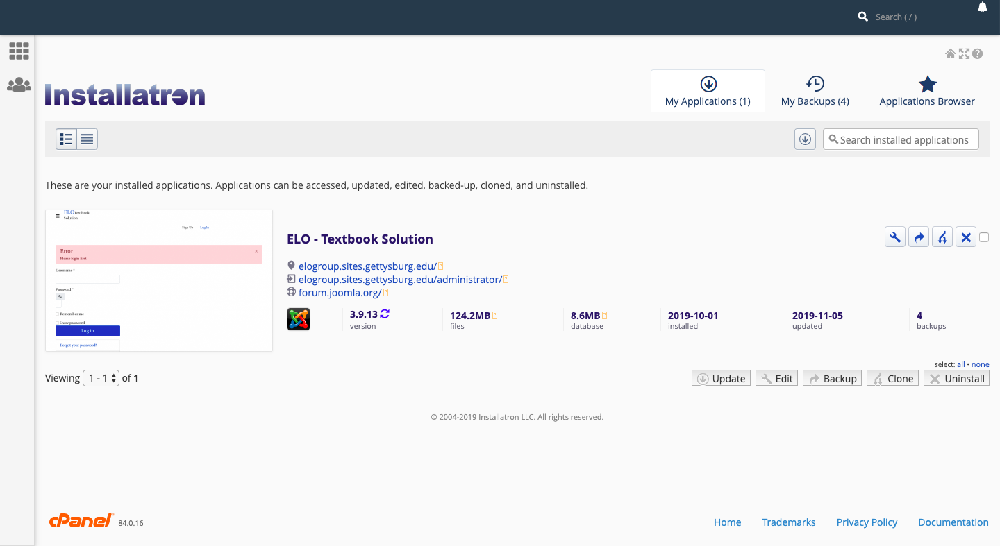 Search ( / )
Installatron
My Applications (1)
My Backups (4)
Applications Browser
Search installed applications
These are your installed applications. Applications can be accessed, updated, edited, backed-up, cloned, and uninstalled.
ELOTextbook
Solution
Sign Up Log In
Error ×
Please login first
Username *
Password *
Remember me
Show password
Log in
Forgot your password?
ELO - Textbook Solution
elogroup.sites.gettysburg.edu/
elogroup.sites.gettysburg.edu/administrator/
forum.joomla.org/
3.9.13 124.2MB 8.6MB 2019-10-01 2019-11-05 4
version files database installed updated backups
select: all • none
Viewing 1 - 1 of 1
Update Edit Backup Clone Uninstall
© 2004-2019 Installatron LLC. All rights reserved.
cPanel 84.0.16
Home Trademarks Privacy Policy Documentation